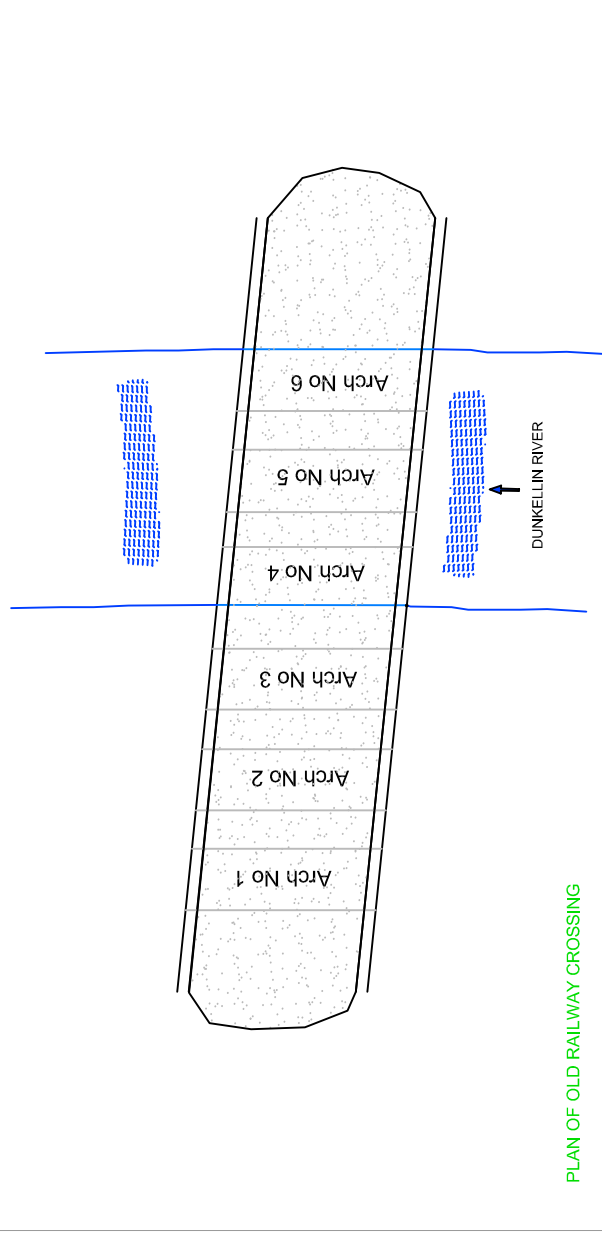 Arch No 6
Arch No 5
Arch No 4
Arch No 3
Arch No 2
Arch No 1
DUNKELLIN RIVER
PLAN OF OLD RAILWAY CROSSING